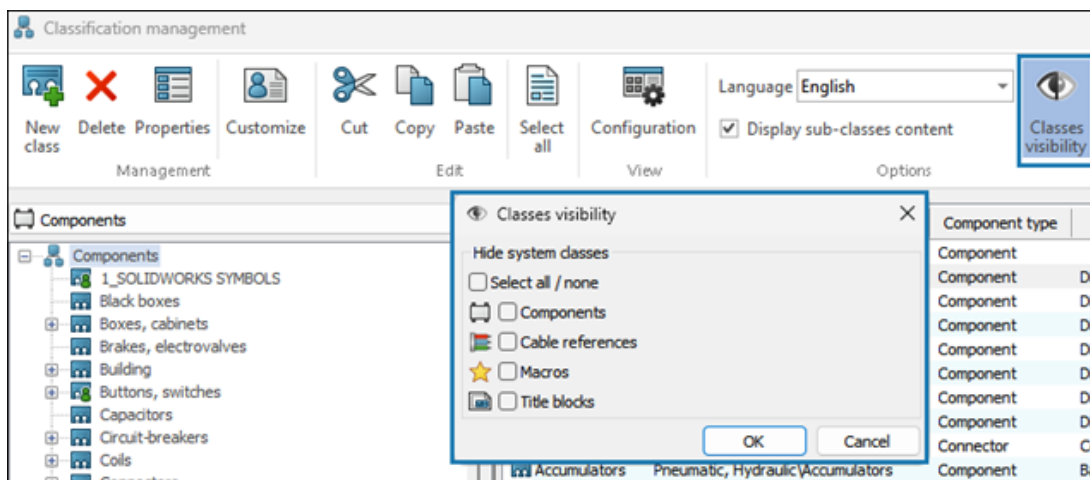 Classification management
New class
Delete
Properties
Customize
Cut
Copy
Paste
Select all
Configuration
Language English
Display sub-classes content
Classes visibility
Management
Edit
View
Options
Components
Components
1_SOLIDWORKS SYMBOLS
Black boxes
Boxes, cabinets
Brakes, electrovalves
Building
Buttons, switches
Capacitors
Circuit-breakers
Coils
Classes visibility
Hide system classes
Select all / none
Components
Cable references
Macros
Title blocks
OK
Cancel
Component type
Component
Component
Component
Component
Component
Component
Component
Component
Connector
Accumulators Pneumatic, Hydraulic\Accumulators Component